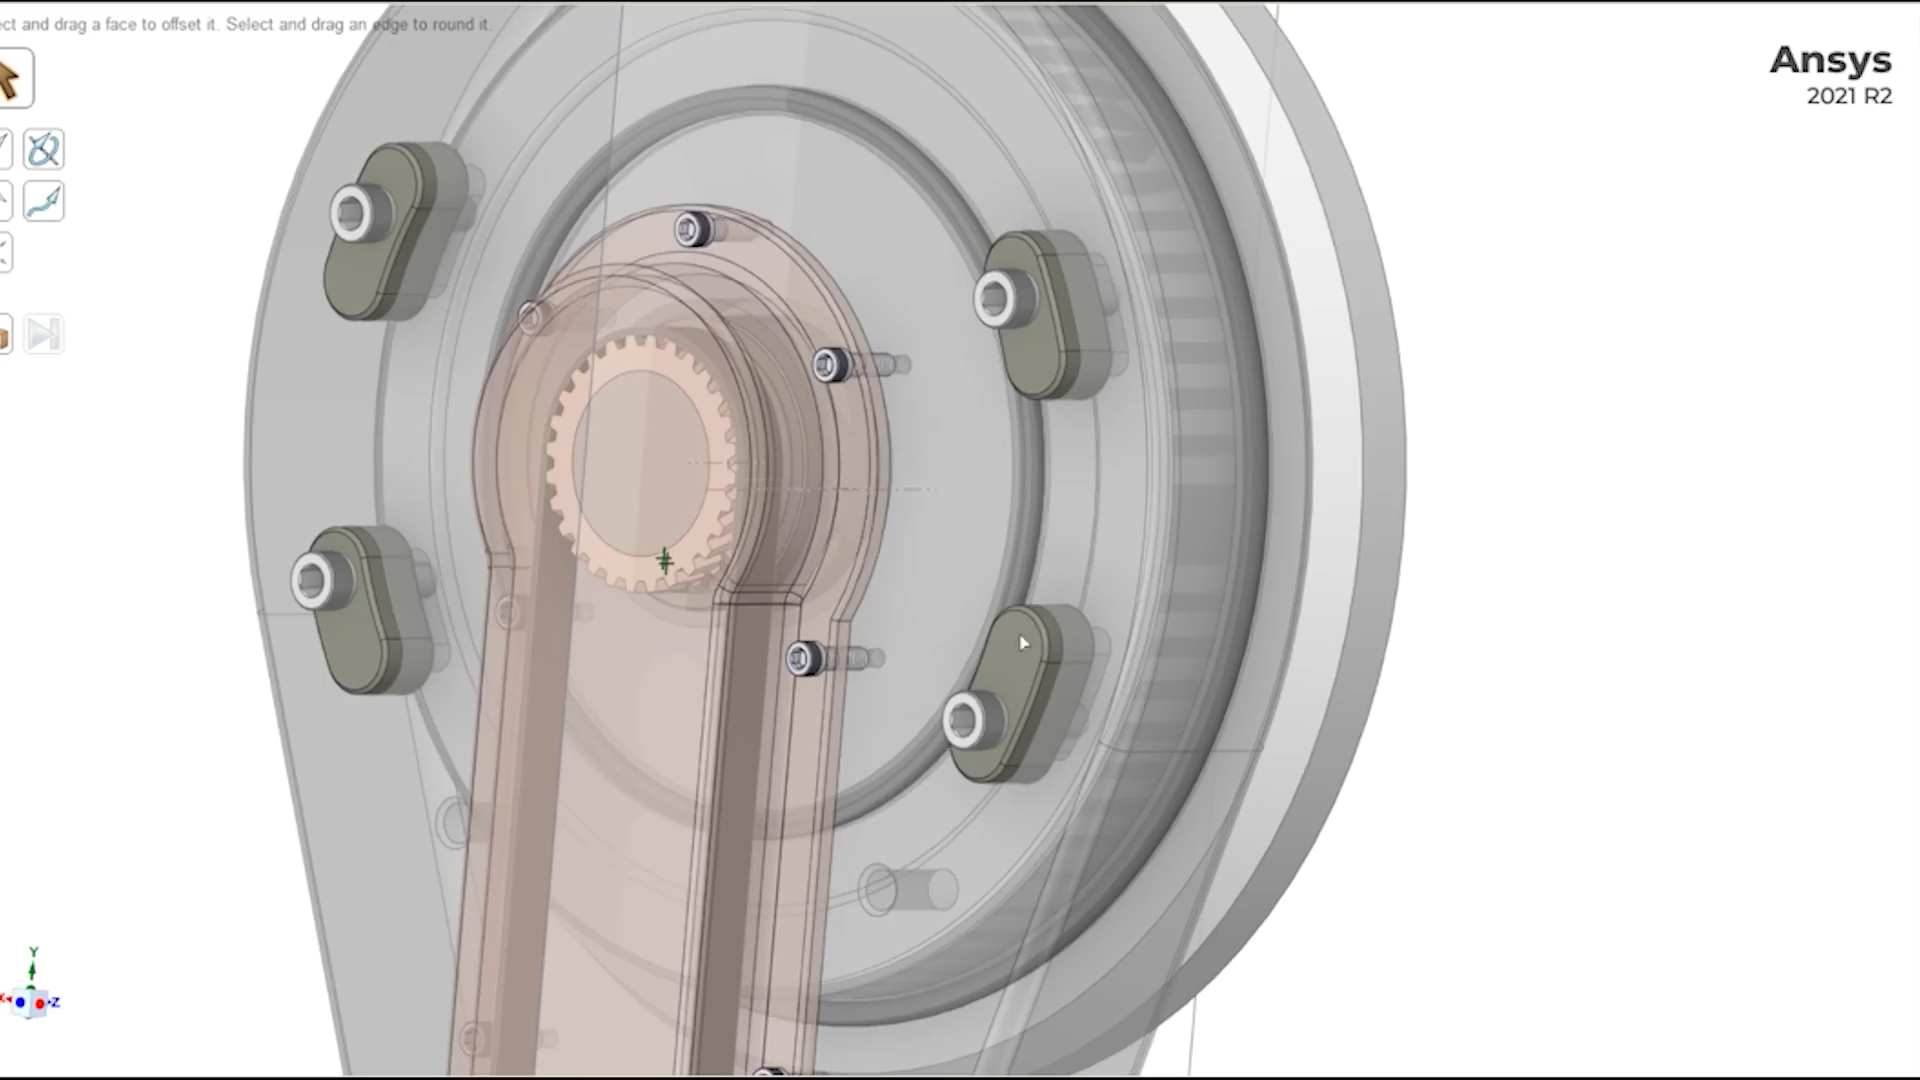 ct and drag a face to offset it. Select and drag an edge to round it.
Ansys
2021 R2
Y
X
Z